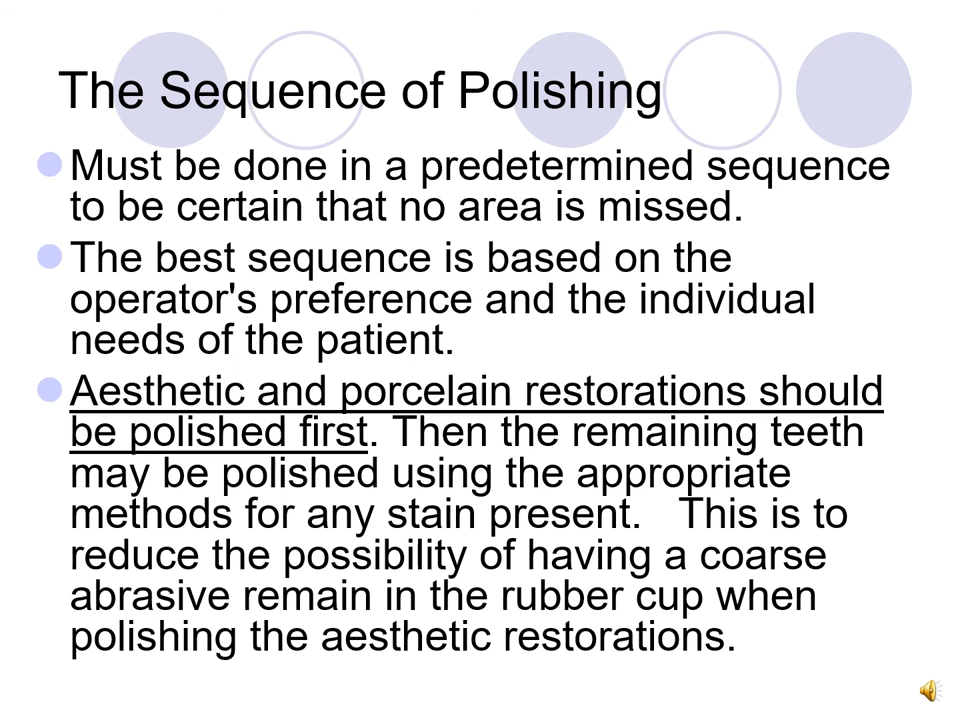 The Sequence of Polishing
Must be done in a predetermined sequence
to be certain that no area is missed.
The best sequence is based on the
operator's preference and the individual
needs of the patient.
Aesthetic and porcelain restorations should
be polished first. Then the remaining teeth
may be polished using the appropriate
methods for any stain present.   This is to
reduce the possibility of having a coarse
abrasive remain in the rubber cup when
polishing the aesthetic restorations.